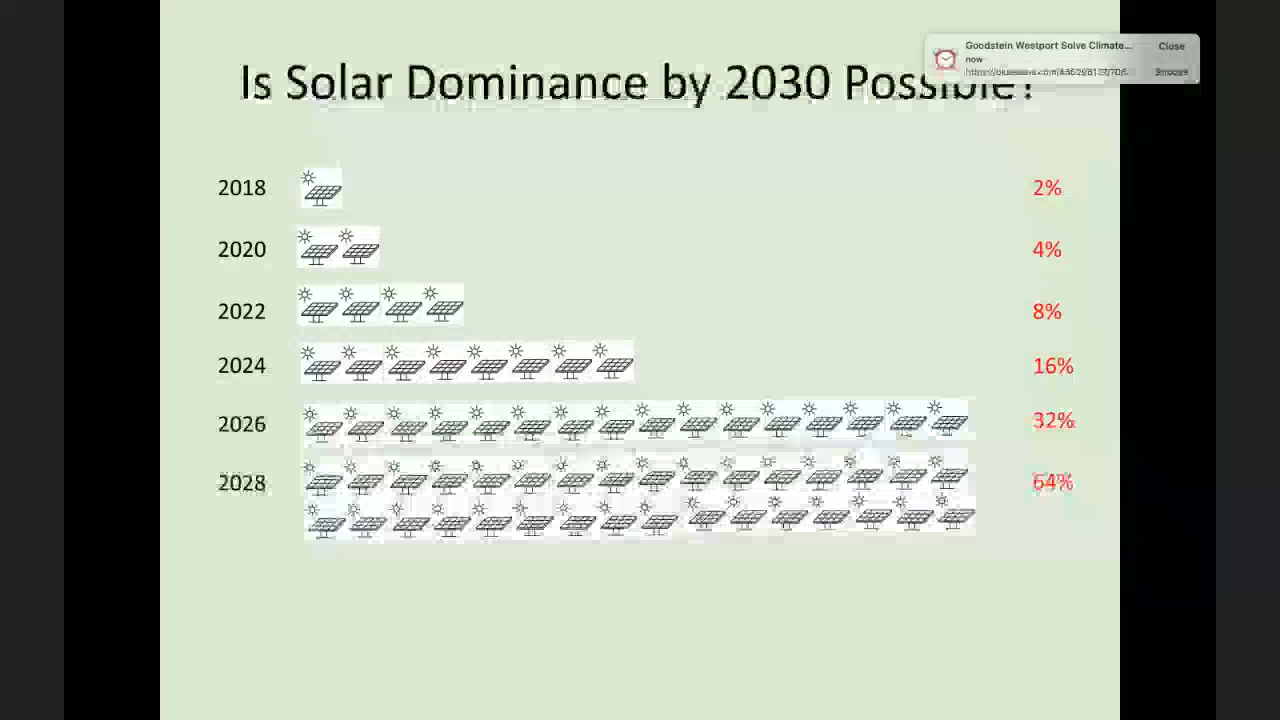 Is Solar Dominance by 2030 Possible?
Goodstein Westport Solve Climate...
Close
now
Snooze
2018
2%
2020
4%
2022
8%
2024
16%
2026
32%
2028
64%